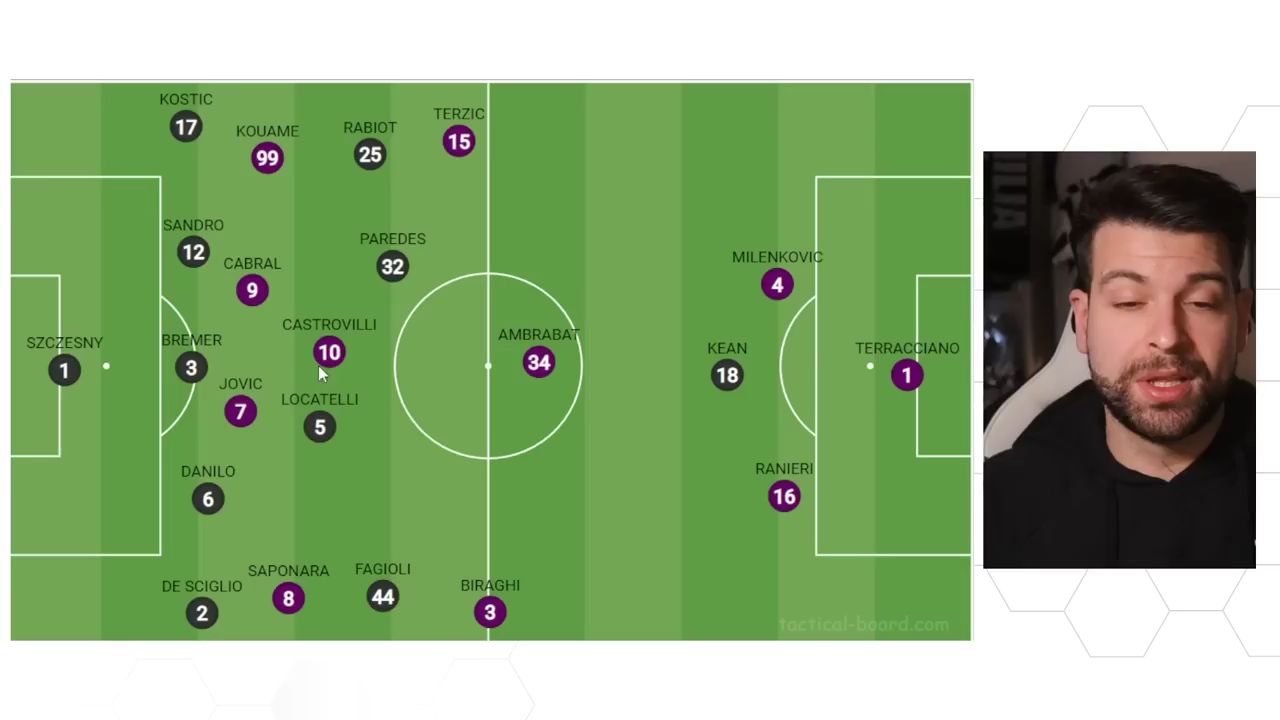 KOSTIC
17
KOUAME
99
RABIOT
25
TERZIC
15
SANDRO
12
CABRAL
9
PAREDES
32
MILENKOVIC
4
CASTROVILLI
10
AMBRABAT
34
SZCZESNY
1
BREMER
3
KEAN
18
TERRACCIANO
1
JOVIC
7
LOCATELLI
5
DANILO
6
RANIERI
16
DE SCIGLIO
2
SAPONARA
8
FAGIOLI
44
BIRAGHI
3
tactical-board.com